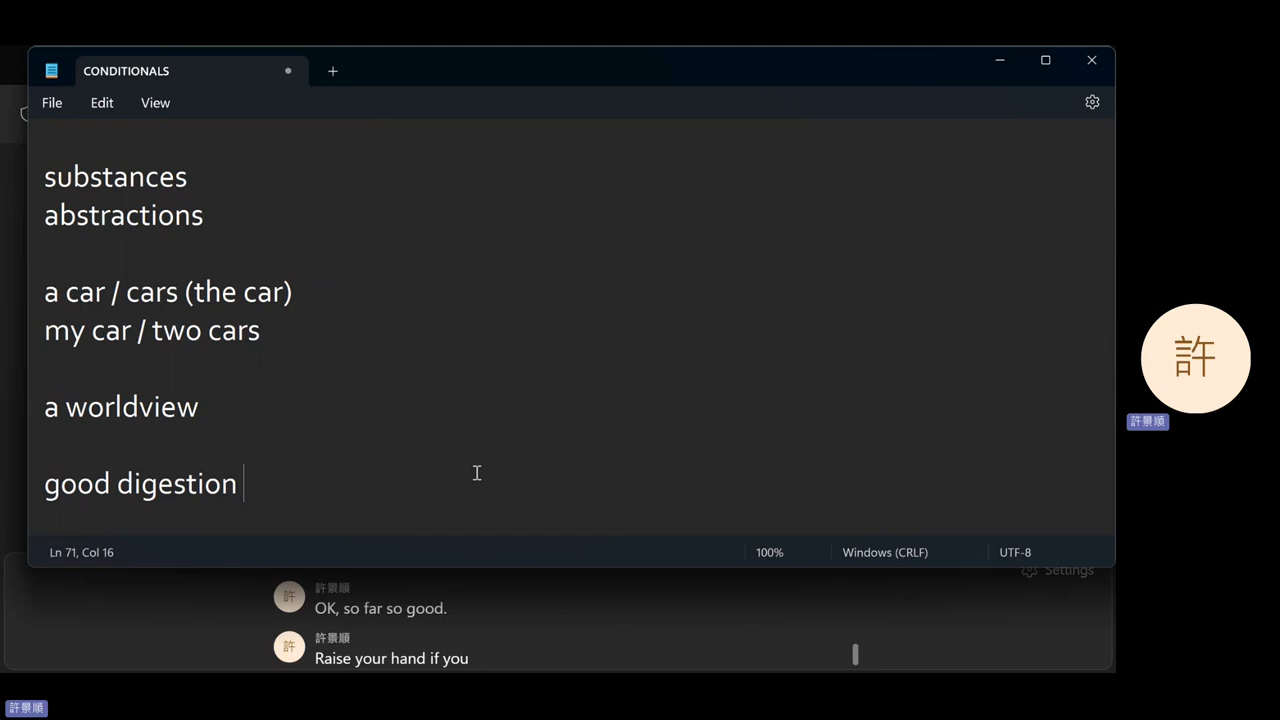 CONDITIONALS
File Edit View
substances
abstractions
a car / cars (the car)
my car / two cars
a worldview
good digestion
Ln 71, Col 16
100%
Windows (CRLF)
UTF-8
Settings
許景順
OK, so far so good.
許景順
Raise your hand if you
許
許
許
許景順
許景順